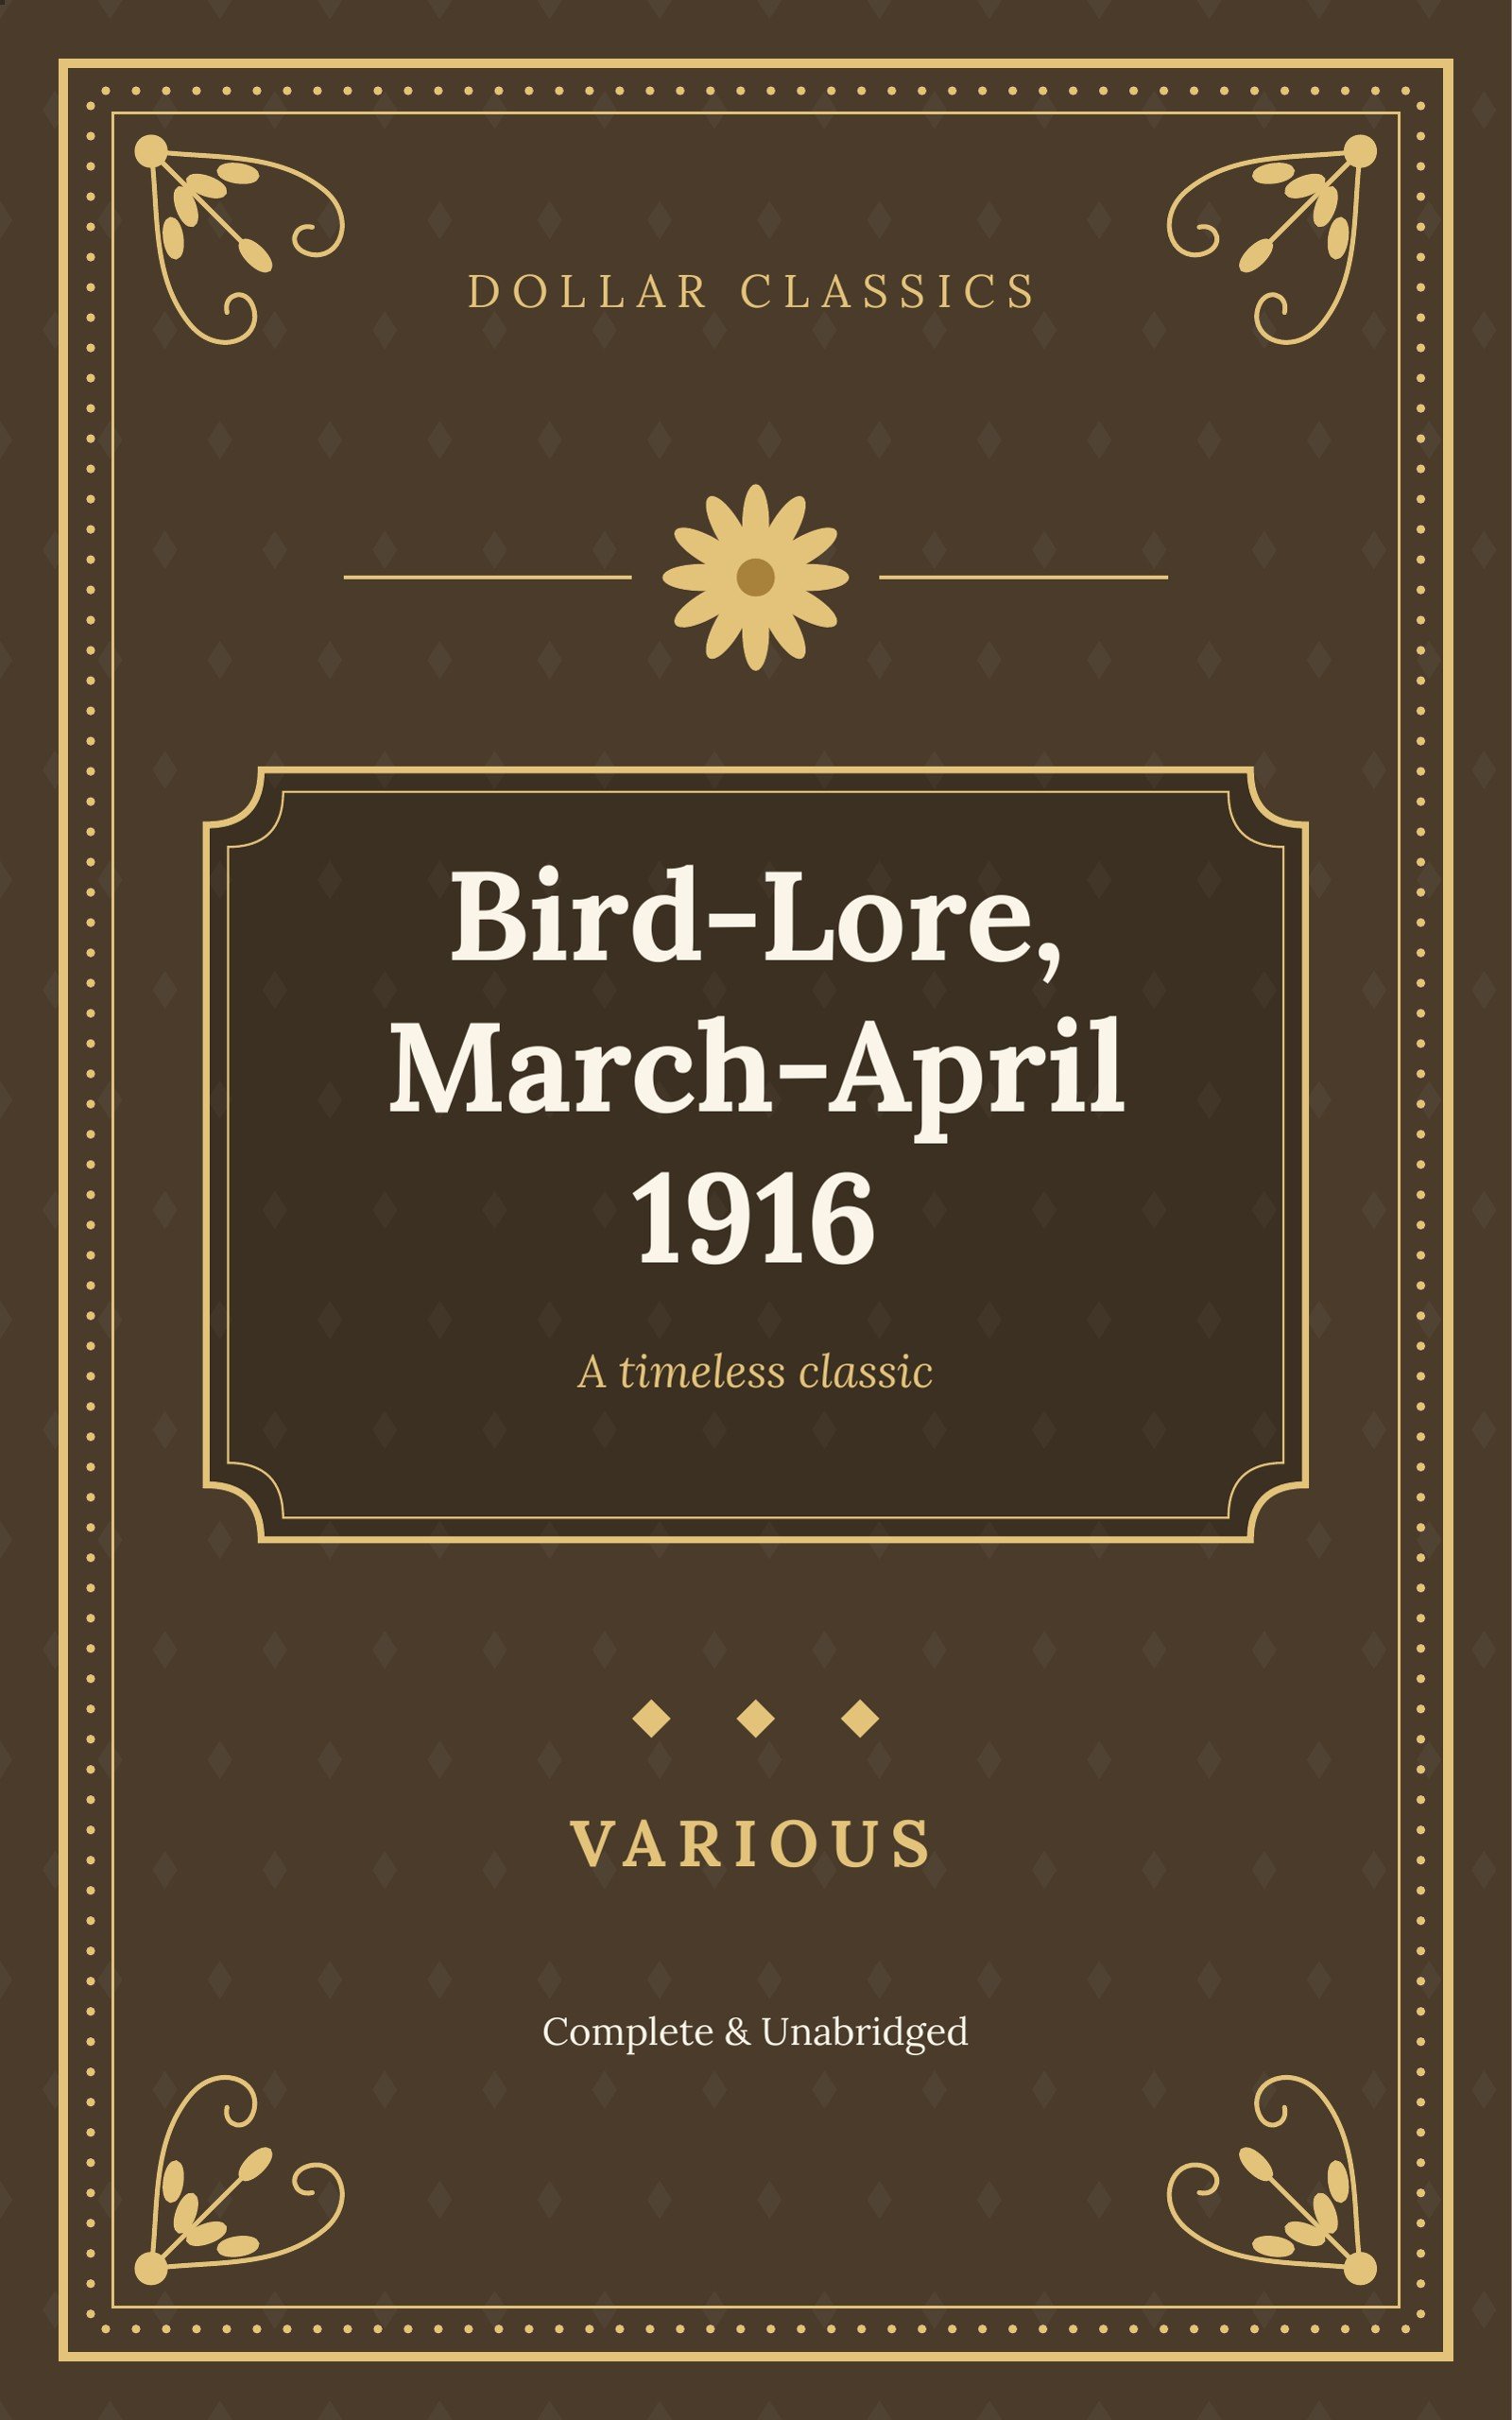 DOLLAR CLASSICS
Bird-Lore,
March-April
1916
A timeless classic
VARIOUS
Complete & Unabridged